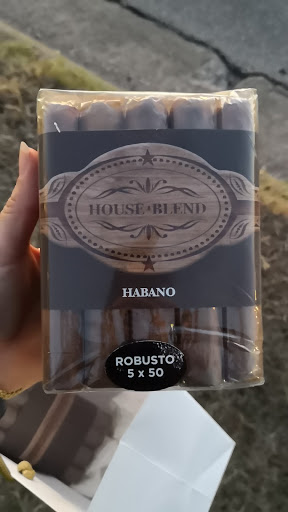 HOUSE BLEND
HABANO
ROBUSTO
5 x 50